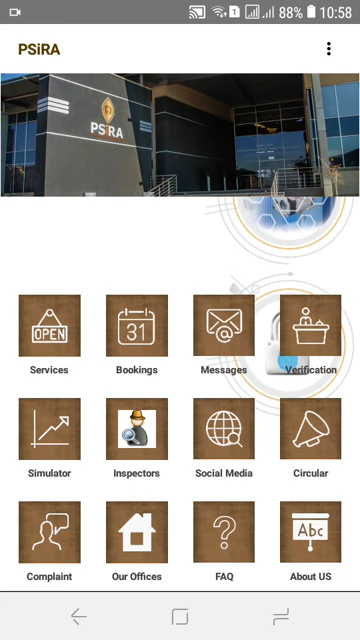 1 88% 10:58
PSiRA
PSiRA
OPEN
31
Services Bookings Messages Verification
Simulator Inspectors Social Media Circular
?
Abc
Complaint Our Offices FAQ About US